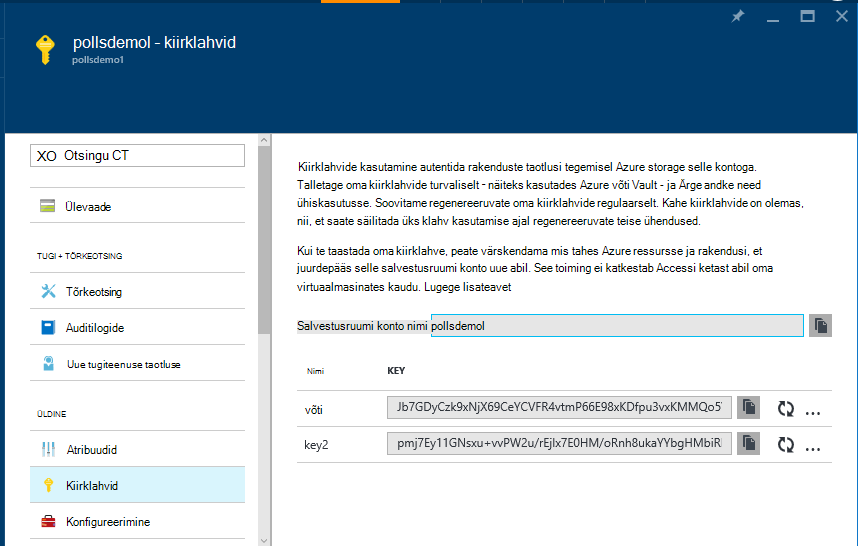 pollsdemol - kiirklahvid
pollsdemo1
XO Otsingu CT
Ülevaade
TUGI + TÕRKEOTSING
Tõrkeotsing
Auditilogide
Uue tugiteenuse taotluse
ÜLDINE
Atribuudid
Kiirklahvid
Konfigureerimine
Kiirklahvide kasutamine autentida rakenduste taotlusi tegemisel Azure storage selle kontoga.
Talletage oma kiirklahvide turvaliselt - näiteks kasutades Azure võti Vault - ja Ärge andke need
ühiskasutusse. Soovitame regenereeruvate oma kiirklahvide regulaarselt. Kahe kiirklahvide on olemas,
nii, et saate säilitada üks klahv kasutamise ajal regenereeruvate teise ühendused.
Kui te taastada oma kiirklahve, peate värskendama mis tahes Azure ressursse ja rakendusi, et
juurdepääs selle salvestusruumi konto uue abil. See toiming ei katkestab Accessi ketast abil oma
virtuaalmasinates kaudu. Lugege lisateavet
Salvestusruumi konto nimi pollsdemol
Nimi KEY
võti Jb7GDyCzk9xNjX69CeYCVFR4vtmP66E98xKDfpu3vxKMMQo5
key2 pmj7Ey11GNsxu+vvPW2u/rEjIx7E0HM/oRnh8ukaYYbgHMbiR